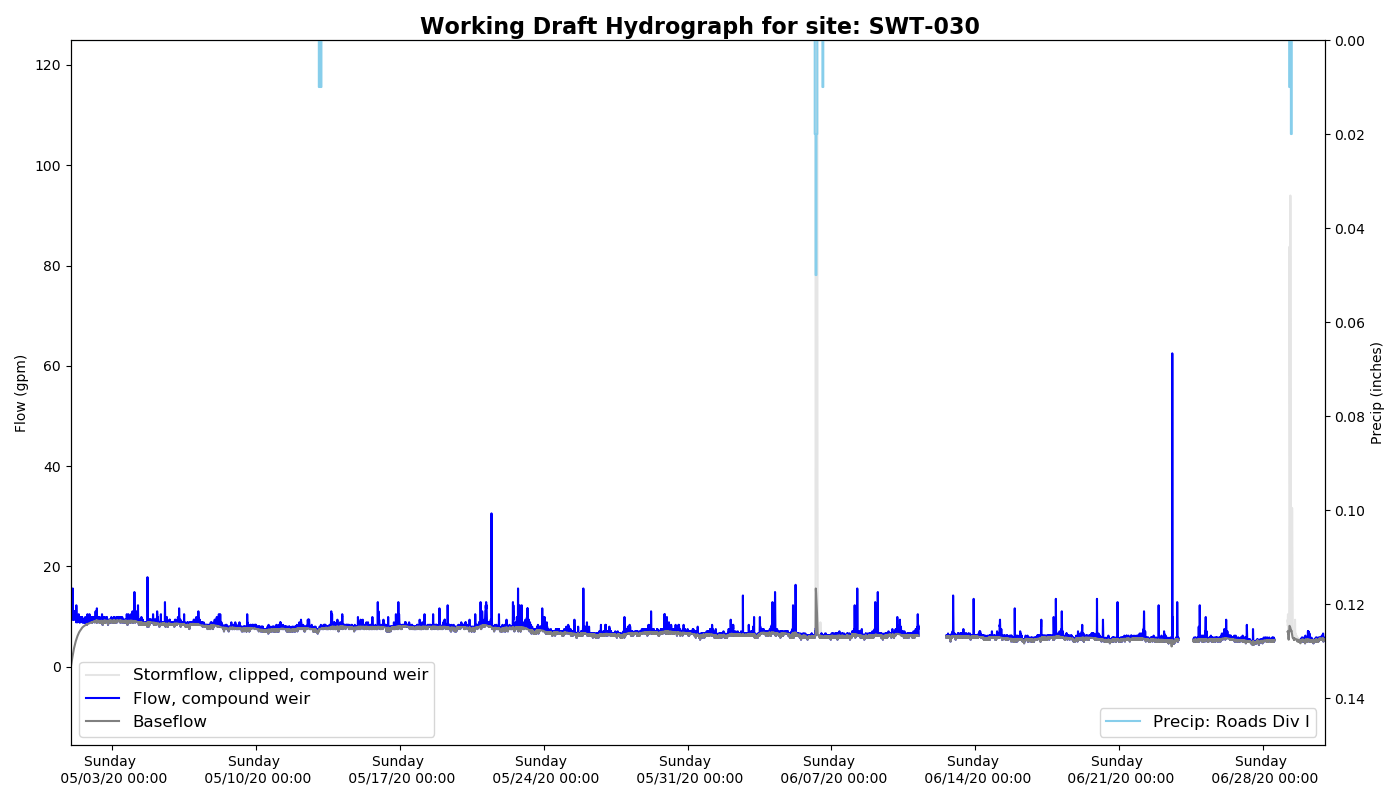 Working Draft Hydrograph for site: SWT-030
120
100
80
60
40
20
0
Flow (gpm)
0.00
0.02
0.04
0.06
0.08
0.10
0.12
0.14
Precip (inches)
Stormflow, clipped, compound weir
Flow, compound weir
Baseflow
Precip: Roads Div I
Sunday
05/03/20 00:00
Sunday
05/10/20 00:00
Sunday
05/17/20 00:00
Sunday
05/24/20 00:00
Sunday
05/31/20 00:00
Sunday
06/07/20 00:00
Sunday
06/14/20 00:00
Sunday
06/21/20 00:00
Sunday
06/28/20 00:00